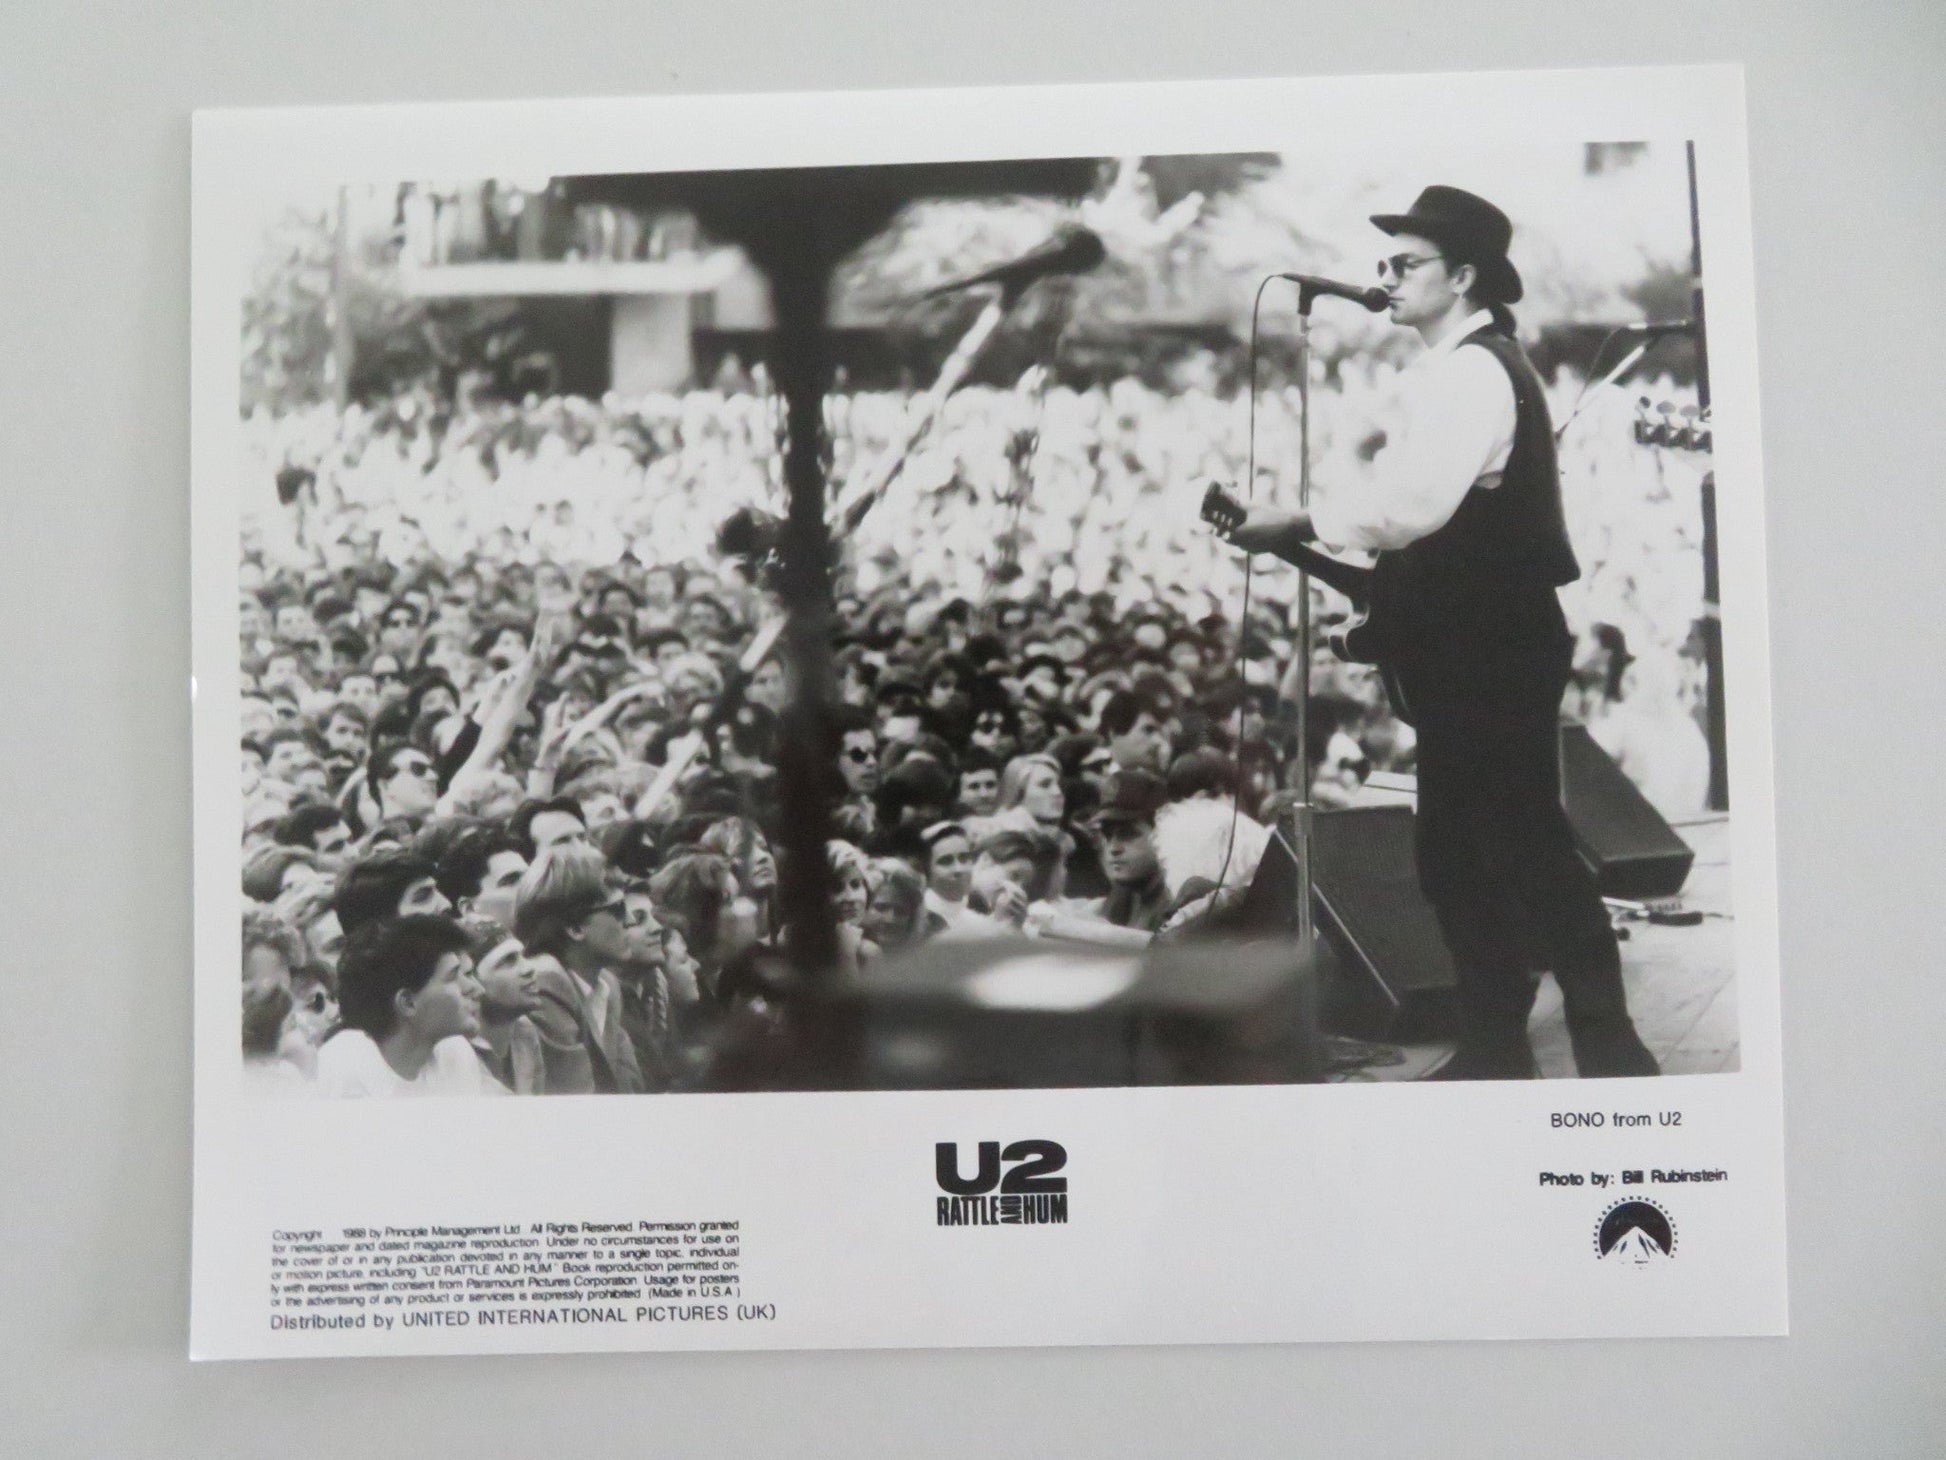 BONO from U2
U2
RATTLE AND HUM
Photo by: Bill Rubinstein
Copyright 1988 by Principle Management Ltd All Rights Reserved. Permission granted
for newspaper and dated magazine reproduction. Under no circumstances for use on
the cover of or in any publication devoted in any manner to a single topic, individual
or motion picture, including "U2 RATTLE AND HUM" Book reproduction permitted on-
ly with express written consent from Paramount Pictures Corporation. Usage for posters
or the advertising of any product or services is expressly prohibited (Made in U.S.A.)
Distributed by UNITED INTERNATIONAL PICTURES (UK)